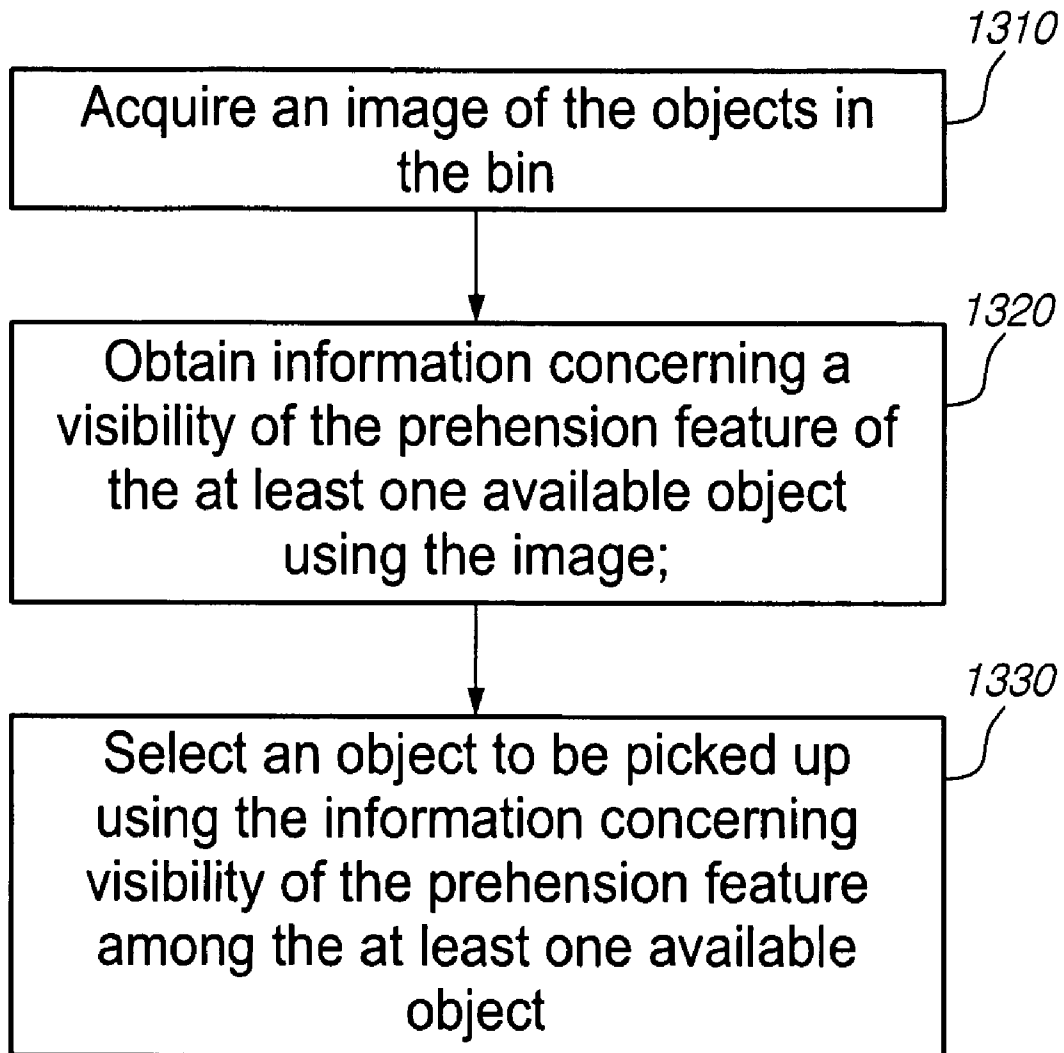 1310
Acquire an image of the objects in
the bin
1320
Obtain information concerning a
visibility of the prehension feature of
the at least one available object
using the image;
1330
Select an object to be picked up
using the information concerning
visibility of the prehension feature
among the at least one available
object